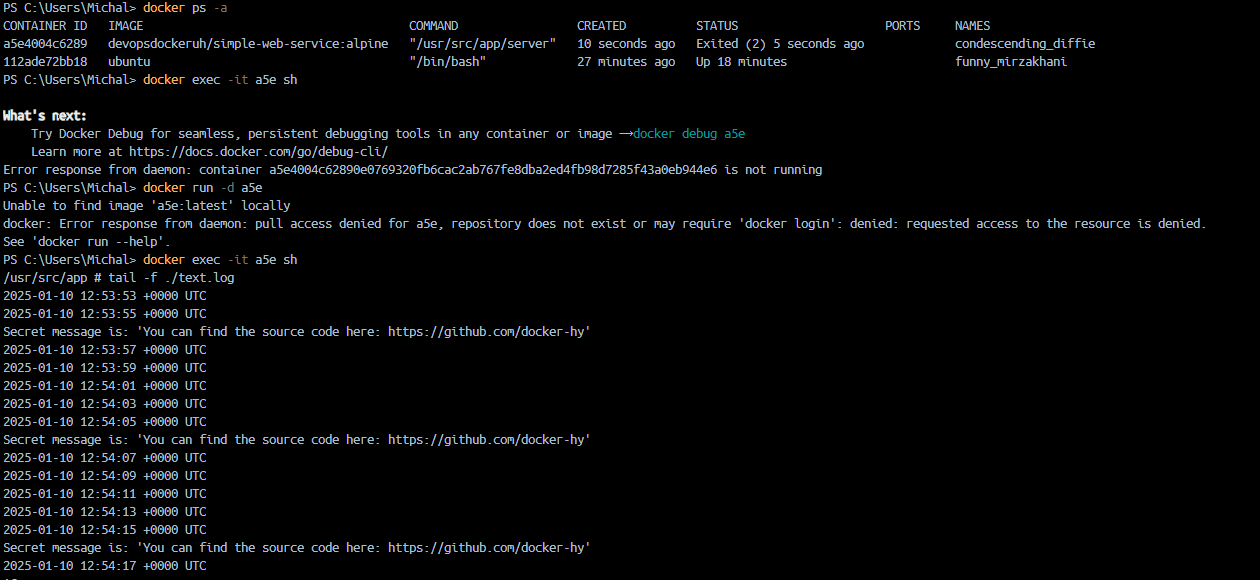 PS C:\Users\Michal> docker ps -a
CONTAINER ID   IMAGE                                    COMMAND                CREATED          STATUS                     PORTS     NAMES
a5e4004c6289   devopsdockeruh/simple-web-service:alpine   "/usr/src/app/server"   10 seconds ago   Exited (2) 5 seconds ago             condescending_diffie
112ade72bb18   ubuntu                                   "/bin/bash"            27 minutes ago   Up 18 minutes                        funny_mirzakhani
PS C:\Users\Michal> docker exec -it a5e sh
What's next:
    Try Docker Debug for seamless, persistent debugging tools in any container or image →docker debug a5e
    Learn more at https://docs.docker.com/go/debug-cli/
Error response from daemon: container a5e4004c62890e0769320fb6cac2ab767fe8dba2ed4fb98d7285f43a0eb944e6 is not running
PS C:\Users\Michal> docker run -d a5e
Unable to find image 'a5e:latest' locally
docker: Error response from daemon: pull access denied for a5e, repository does not exist or may require 'docker login': denied: requested access to the resource is denied.
See 'docker run --help'.
PS C:\Users\Michal> docker exec -it a5e sh
/usr/src/app # tail -f ./text.log
2025-01-10 12:53:53 +0000 UTC
2025-01-10 12:53:55 +0000 UTC
Secret message is: 'You can find the source code here: https://github.com/docker-hy'
2025-01-10 12:53:57 +0000 UTC
2025-01-10 12:53:59 +0000 UTC
2025-01-10 12:54:01 +0000 UTC
2025-01-10 12:54:03 +0000 UTC
2025-01-10 12:54:05 +0000 UTC
Secret message is: 'You can find the source code here: https://github.com/docker-hy'
2025-01-10 12:54:07 +0000 UTC
2025-01-10 12:54:09 +0000 UTC
2025-01-10 12:54:11 +0000 UTC
2025-01-10 12:54:13 +0000 UTC
2025-01-10 12:54:15 +0000 UTC
Secret message is: 'You can find the source code here: https://github.com/docker-hy'
2025-01-10 12:54:17 +0000 UTC